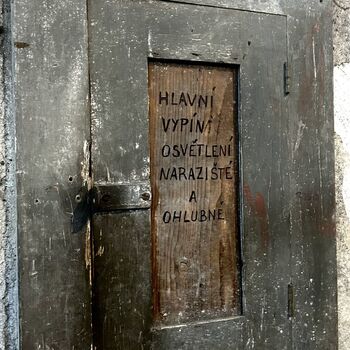 HLAVNÍ
VYPÍNÍ
OSVĚTLENÍ
NARAZIŠTĚ
A
OHLUBNĚ